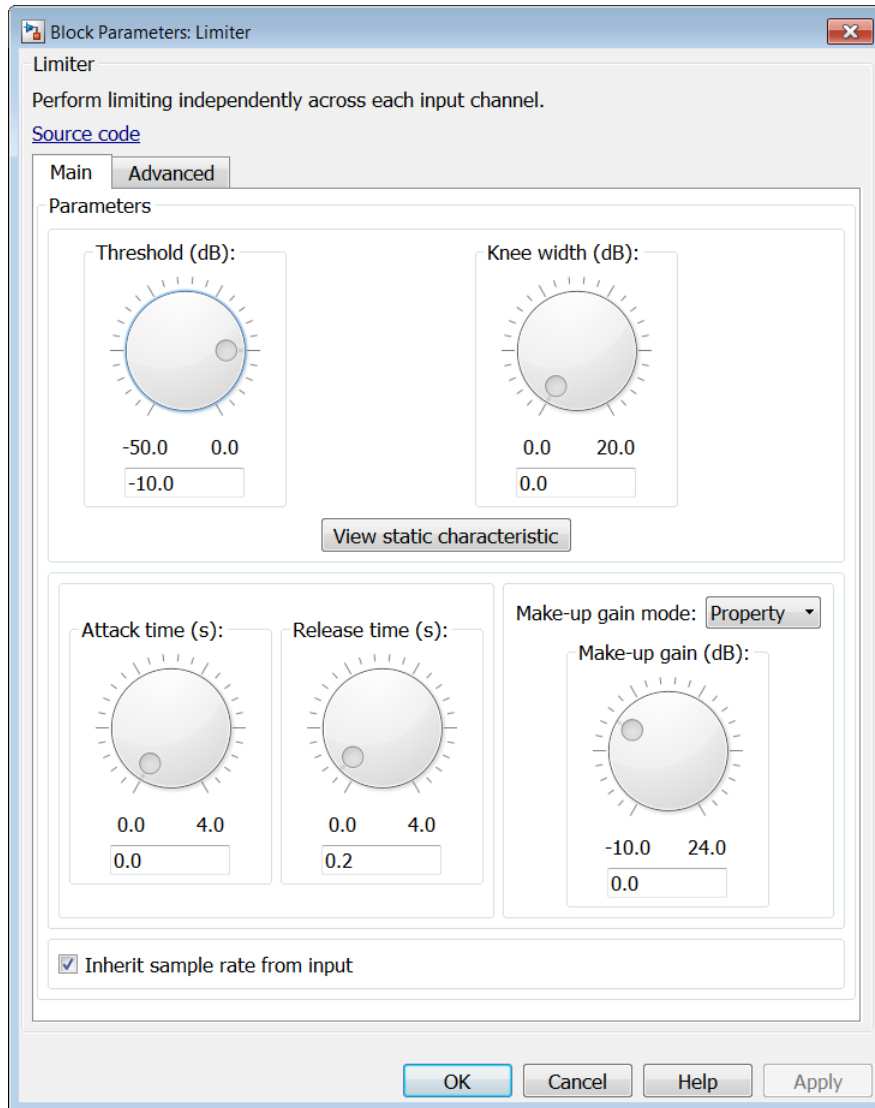 Block Parameters: Limiter
Limiter
Perform limiting independently across each input channel.
Source code
Main Advanced
Parameters
Threshold (dB): Knee width (dB):
-50.0 0.0 0.0 20.0
-10.0 0.0
View static characteristic
Make-up gain mode: Property
Attack time (s): Release time (s):
Make-up gain (dB):
0.0 4.0 0.0 4.0
-10.0 24.0
0.0 0.2
0.0
Inherit sample rate from input
OK Cancel Help Apply